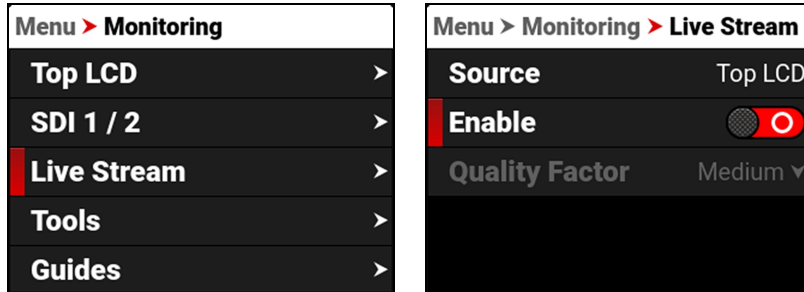 Menu > Monitoring
Top LCD
SDI 1 / 2
Live Stream
Tools
Guides
Menu > Monitoring > Live Stream
Source Top LCD
Enable
Quality Factor Medium